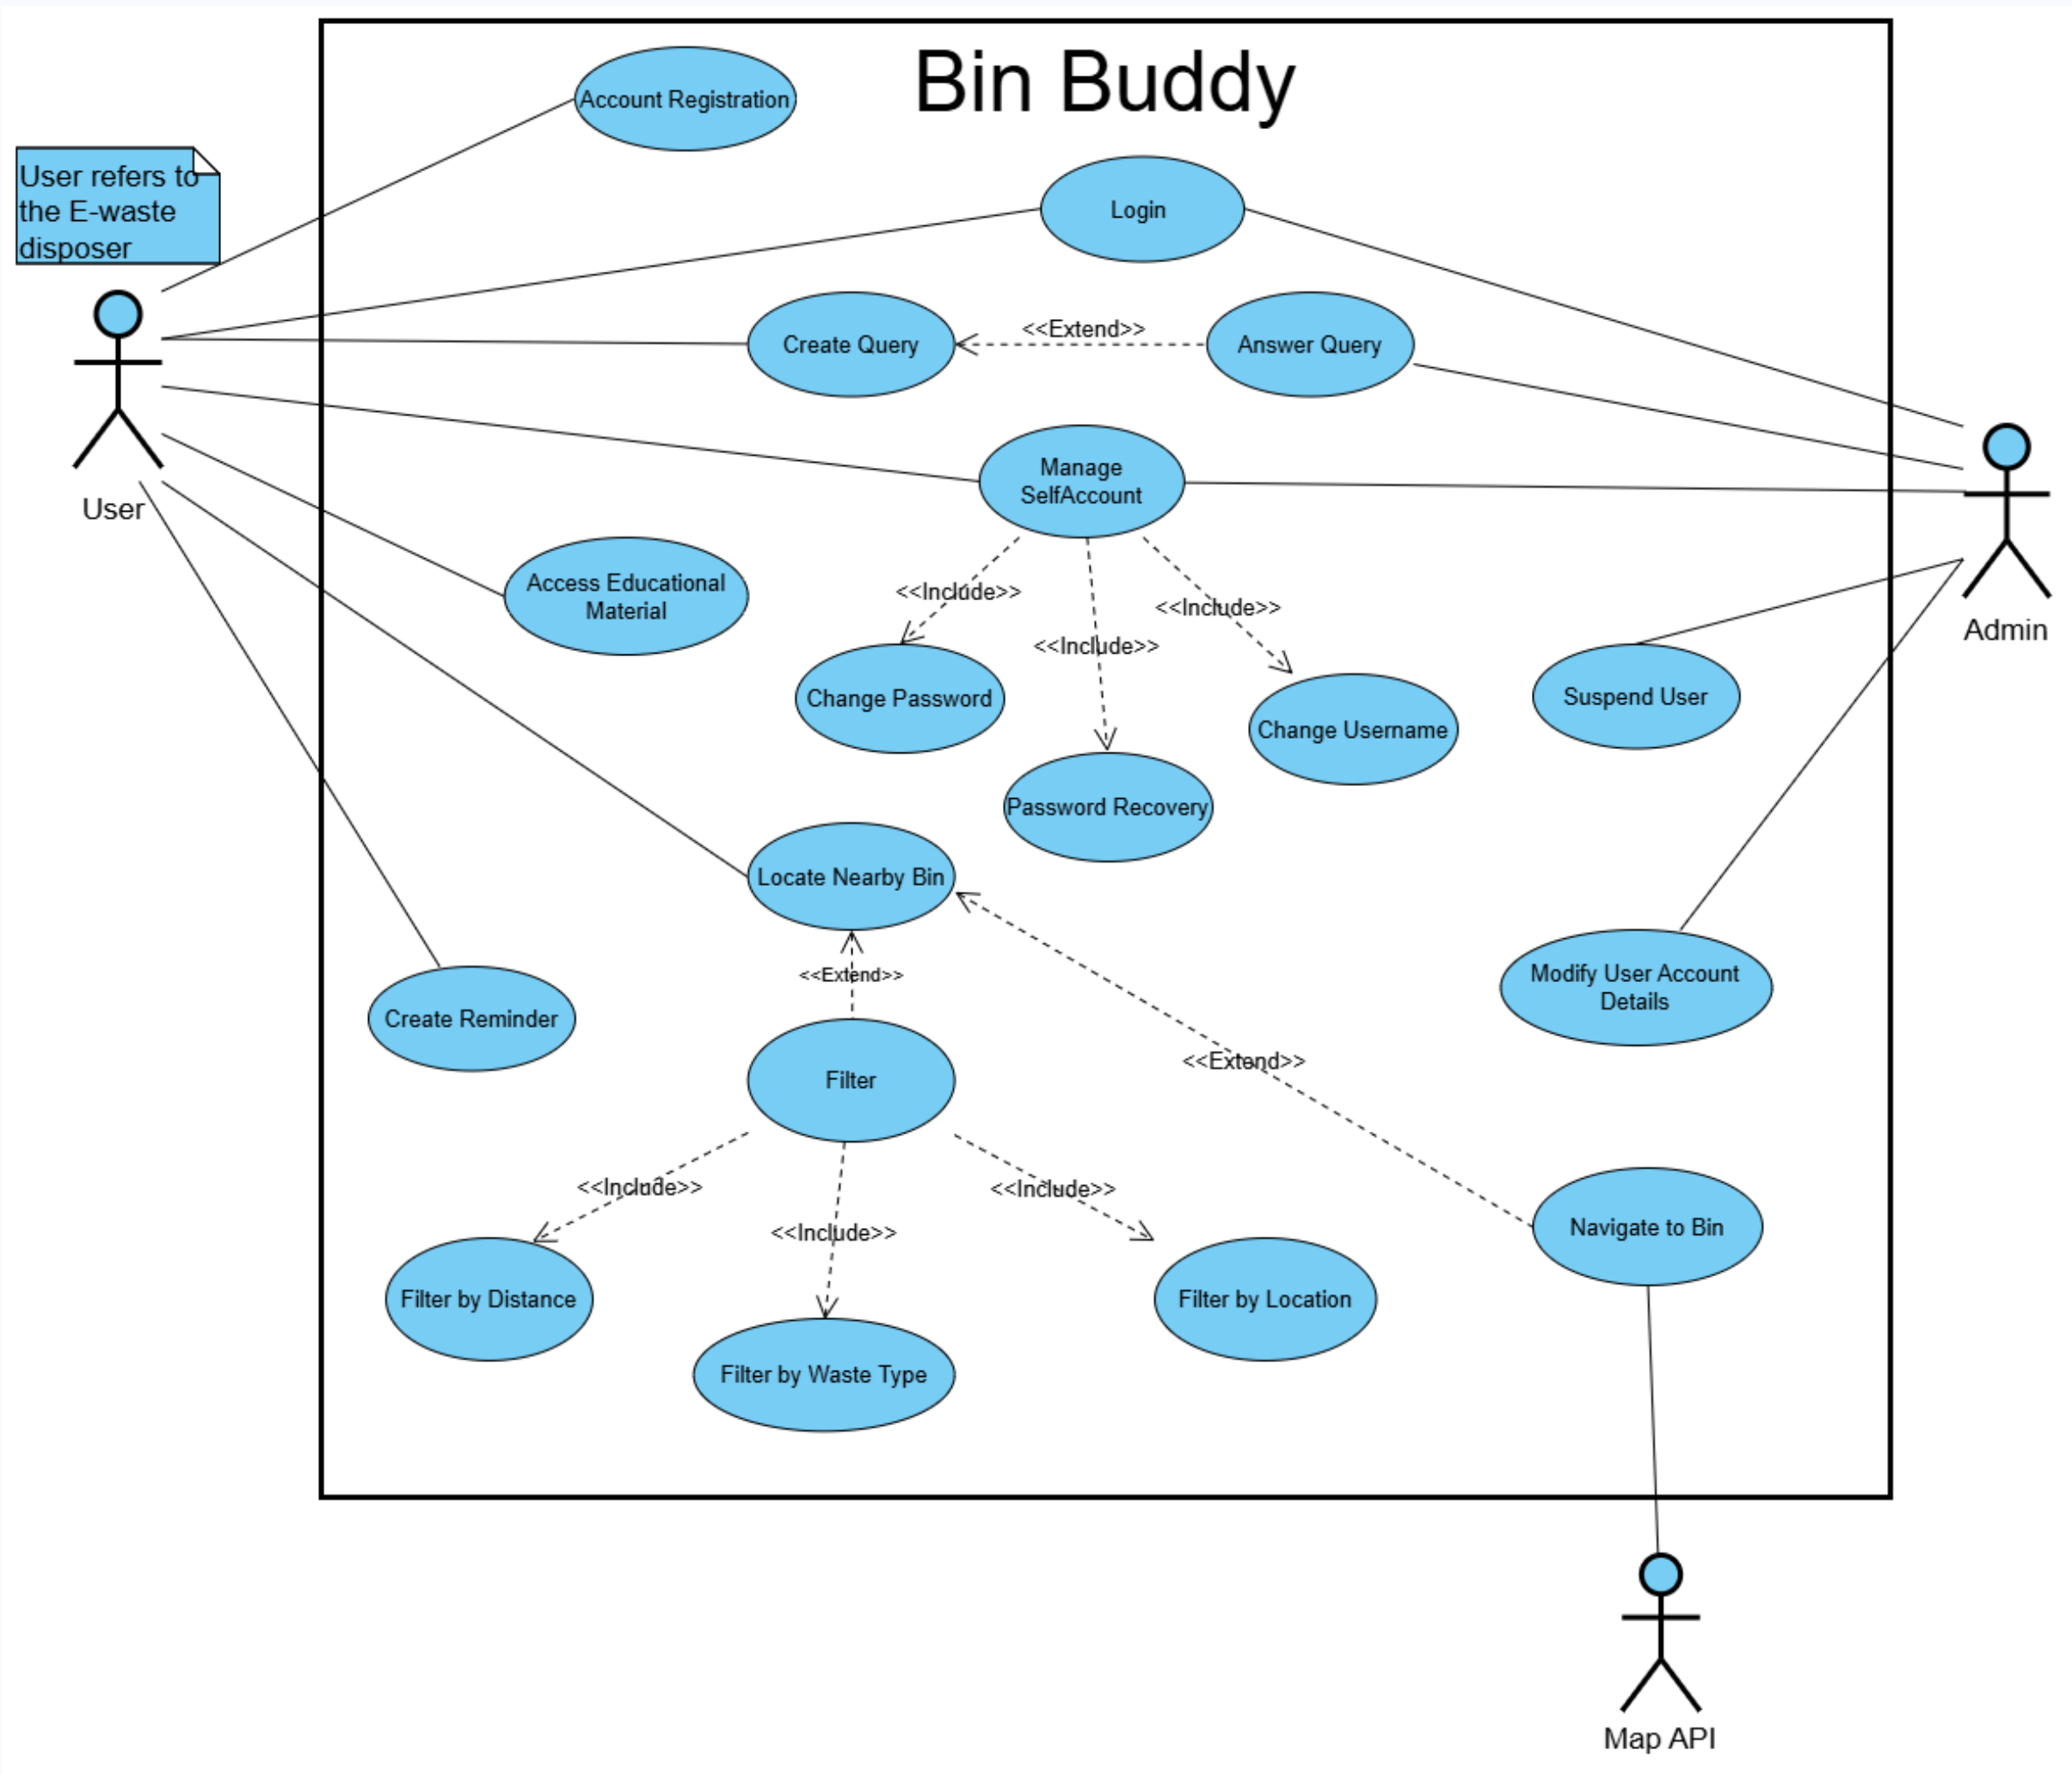 Bin Buddy
Account Registration
User refers to
the E-waste
disposer
Login
Create Query
<<Extend>>
Answer Query
Manage
SelfAccount
User
Admin
Access Educational
Material
<<Include>>
<<Include>>
<<Include>>
Change Password
Change Username
Suspend User
Password Recovery
Locate Nearby Bin
<<Extend>>
Modify User Account
Details
Create Reminder
<<Extend>>
Filter
<<Include>>
<<Include>>
<<Include>>
Navigate to Bin
Filter by Distance
Filter by Location
Filter by Waste Type
Map API